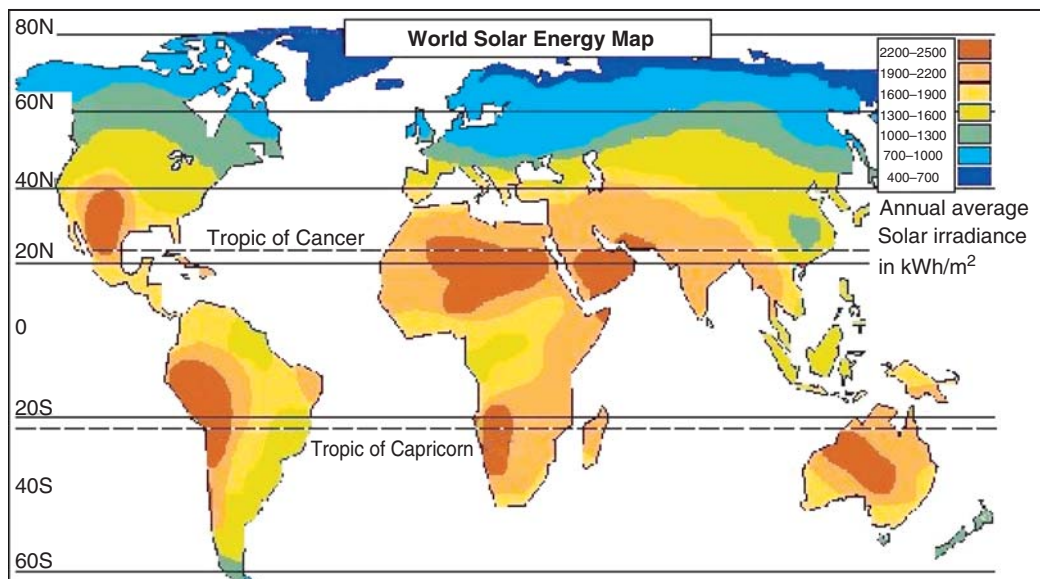 World Solar Energy Map
80N
60N
40N
20N
0
20S
40S
60S
Tropic of Cancer
Tropic of Capricorn
2200–2500
1900–2200
1600–1900
1300–1600
1000–1300
700–1000
400–700
Annual average
Solar irradiance
in kWh/m²